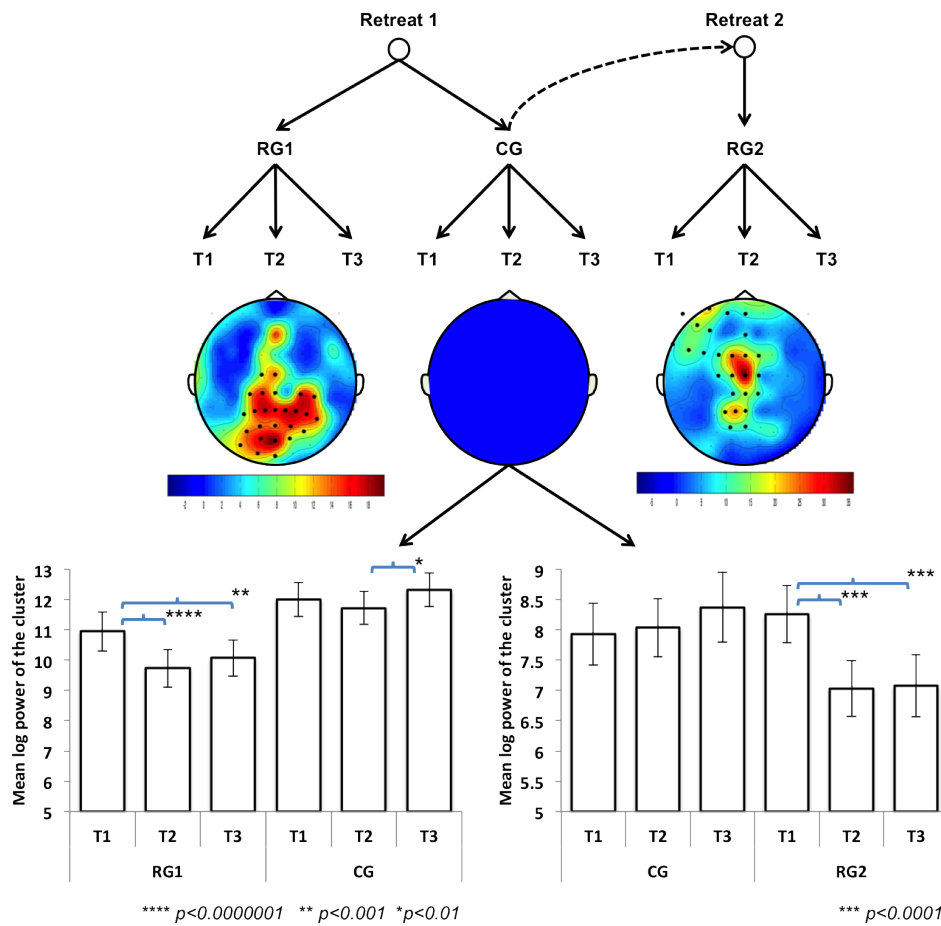 Retreat 1 Retreat 2
RG1 CG RG2
T1 T2 T3 T1 T2 T3 T1 T2 T3
Mean log power of the cluster
13
12
11
10
9
8
7
6
5
**
****
*
T1 T2 T3 T1 T2 T3
RG1 CG
**** p<0.0000001 ** p<0.001 *p<0.01
Mean log power of the cluster
9
8.5
8
7.5
7
6.5
6
5.5
5
***
***
T1 T2 T3 T1 T2 T3
CG RG2
*** p<0.0001